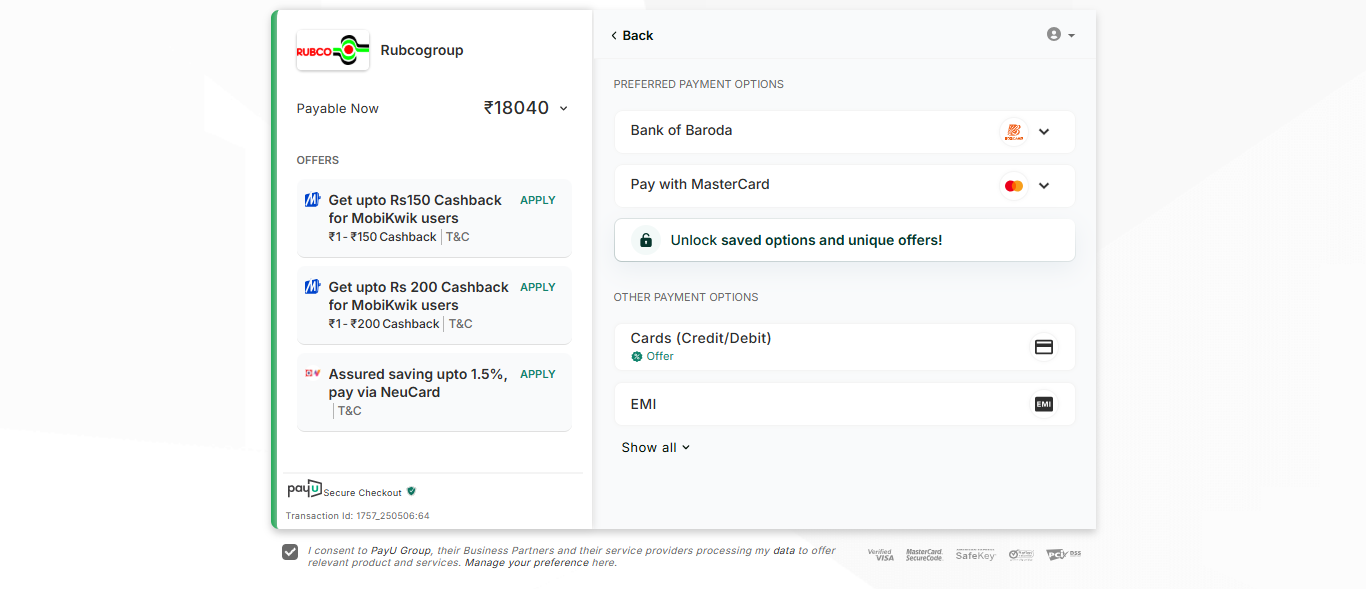 RUBCO
Rubcogroup
Payable Now
₹18040
OFFERS
Get upto Rs150 Cashback
for MobiKwik users
APPLY
₹1 - ₹150 Cashback | T&C
Get upto Rs 200 Cashback
for MobiKwik users
APPLY
₹1 - ₹200 Cashback | T&C
Assured saving upto 1.5%,
pay via NeuCard
APPLY
| T&C
payU Secure Checkout
Transaction Id: 1757_250506:64
Back
PREFERRED PAYMENT OPTIONS
Bank of Baroda
Pay with MasterCard
Unlock saved options and unique offers!
OTHER PAYMENT OPTIONS
Cards (Credit/Debit)
Offer
EMI
EMI
Show all
I consent to PayU Group, their Business Partners and their service providers processing my data to offer
relevant product and services. Manage your preference here.
Verified
VISA
MasterCard.
SecureCode.
SafeKey
PCI DSS